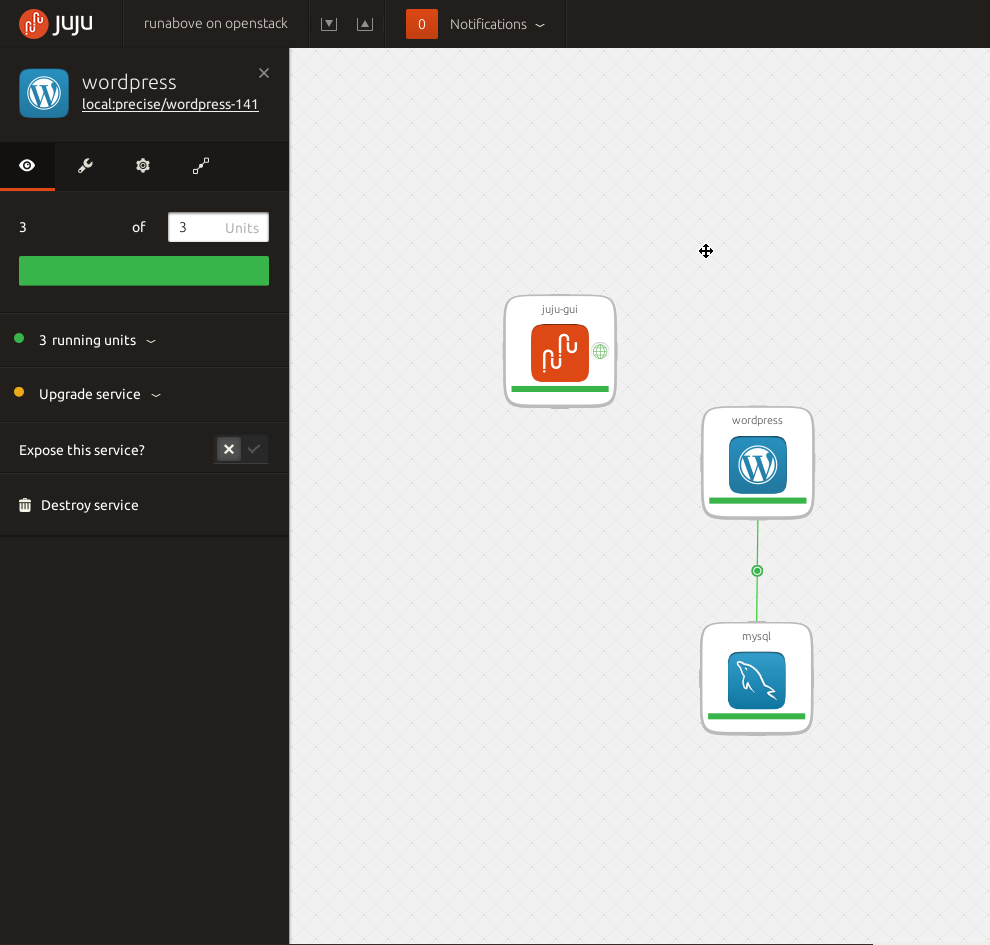 juju
runabove on openstack
0 Notifications
wordpress
local:precise/wordpress-141
3 of 3 Units
3 running units
Upgrade service
Expose this service?
Destroy service
juju-gui
wordpress
mysql